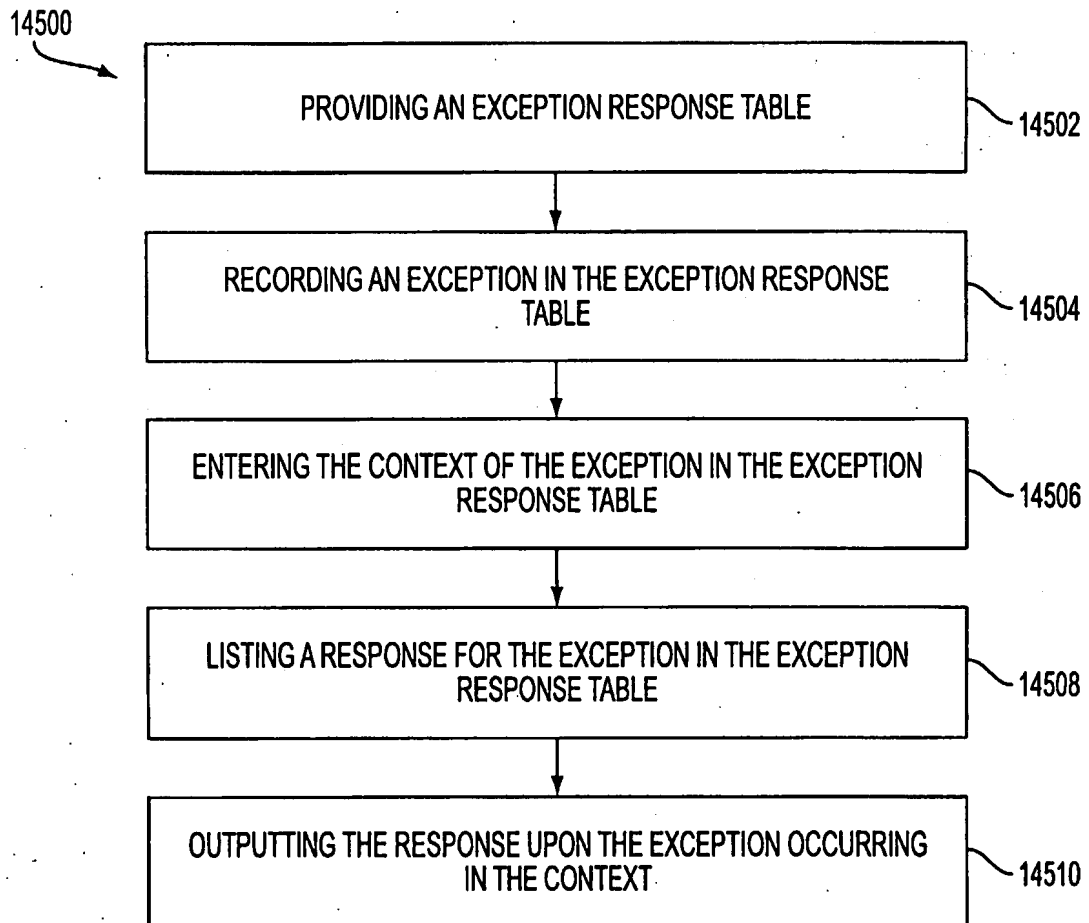 14500
PROVIDING AN EXCEPTION RESPONSE TABLE
14502
RECORDING AN EXCEPTION IN THE EXCEPTION RESPONSE
TABLE
14504
ENTERING THE CONTEXT OF THE EXCEPTION IN THE EXCEPTION
RESPONSE TABLE
14506
LISTING A RESPONSE FOR THE EXCEPTION IN THE EXCEPTION
RESPONSE TABLE
14508
OUTPUTTING THE RESPONSE UPON THE EXCEPTION OCCURRING
IN THE CONTEXT
14510